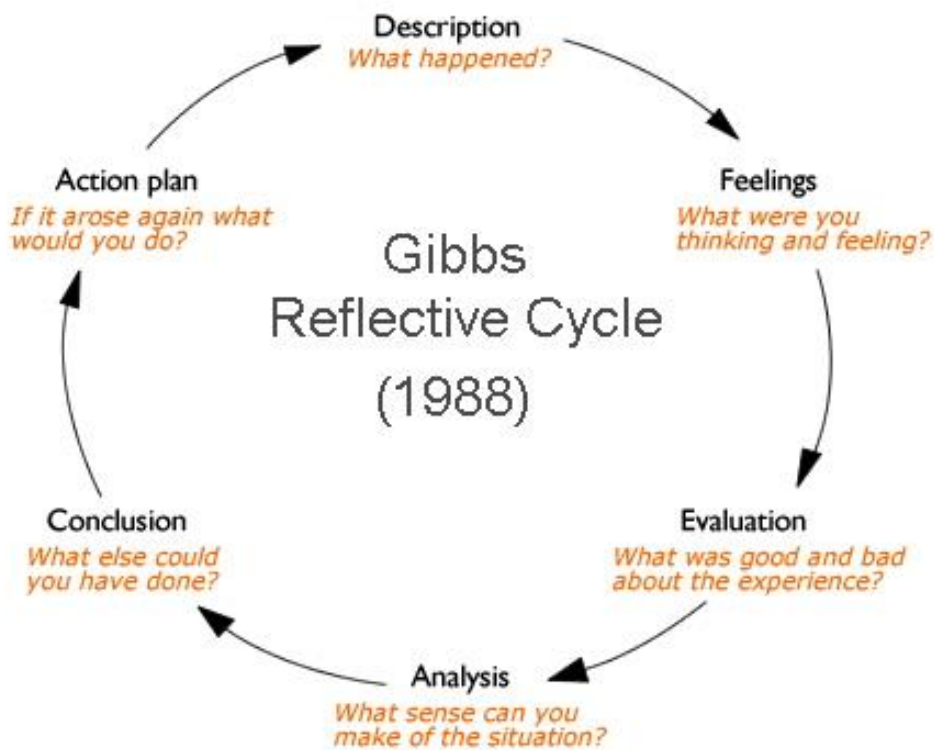 Description
What happened?
Feelings
What were you
thinking and feeling?
Evaluation
What was good and bad
about the experience?
Analysis
What sense can you
make of the situation?
Conclusion
What else could
you have done?
Action plan
If it arose again what
would you do?
Gibbs
Reflective Cycle
(1988)